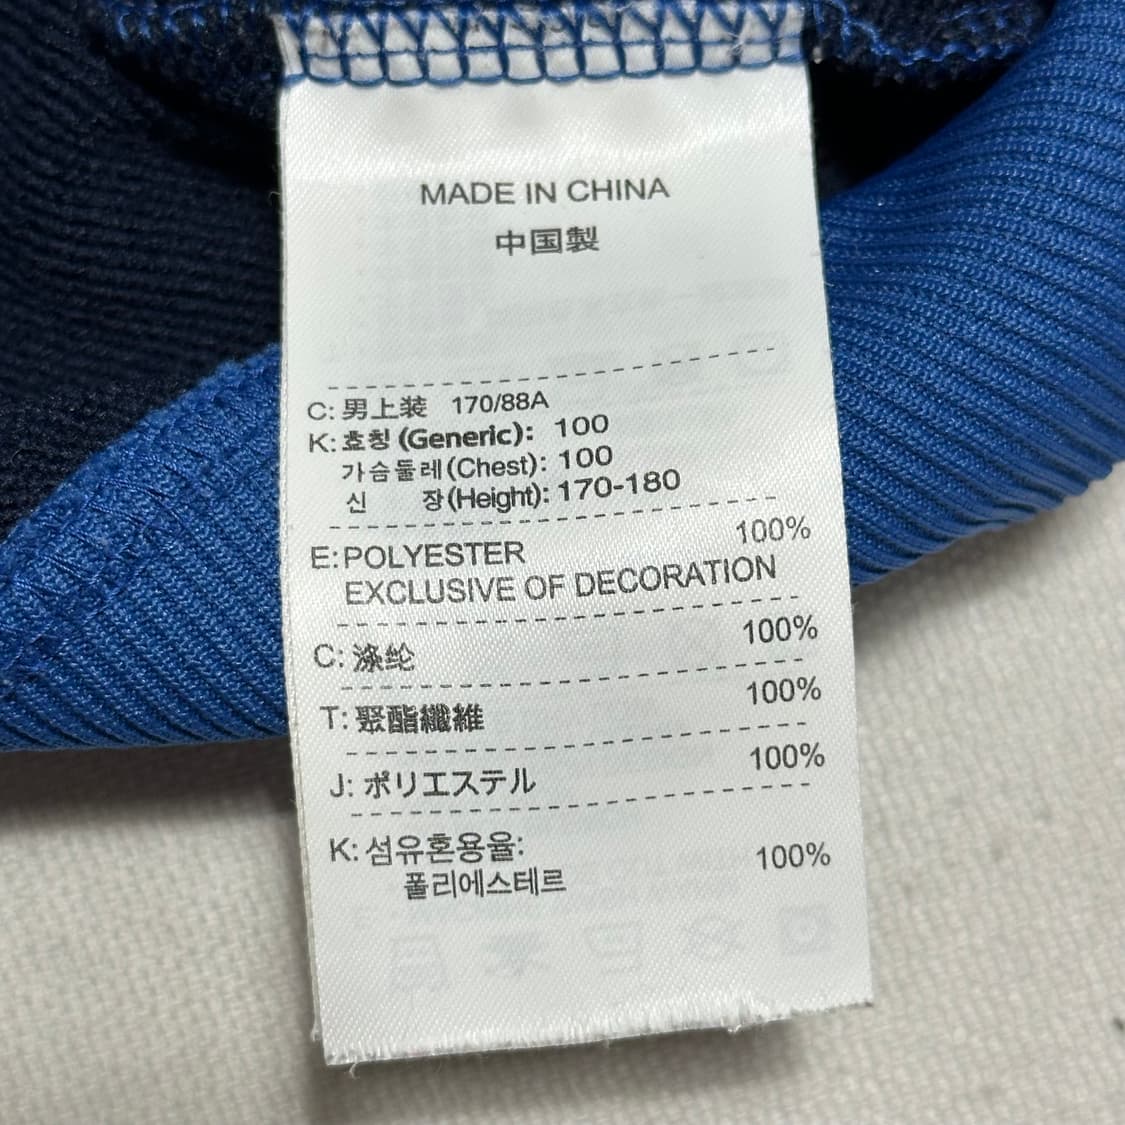 MADE IN CHINA
中国製
C: 男上装 170/88A
K: 호칭 (Generic): 100
가슴둘레(Chest): 100
신 장(Height): 170-180
E: POLYESTER 100%
EXCLUSIVE OF DECORATION
C: 涤纶 100%
T: 聚酯纖維 100%
J: ポリエステル 100%
K: 섬유혼용율:
폴리에스테르 100%